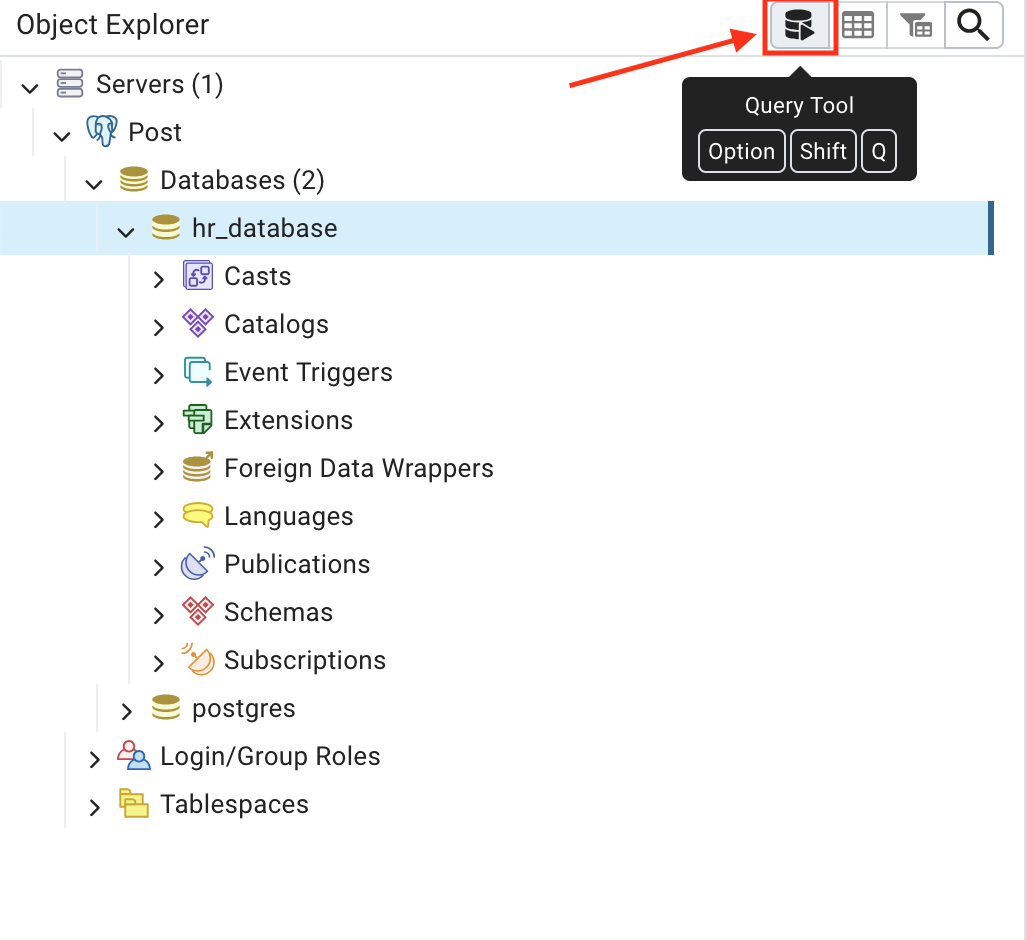 Object Explorer
Servers (1)
Post
Query Tool
Option Shift Q
Databases (2)
hr_database
Casts
Catalogs
Event Triggers
Extensions
Foreign Data Wrappers
Languages
Publications
Schemas
Subscriptions
postgres
Login/Group Roles
Tablespaces